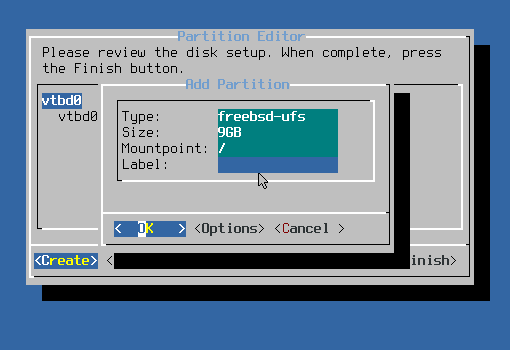 Partition Editor
Please review the disk setup. When complete, press
the Finish button.
Add Partition
vtbd0
vtbd0
Type: freebsd-ufs
Size: 9GB
Mountpoint: /
Label:
< OK > <Options> <Cancel >
<Create> < inish>